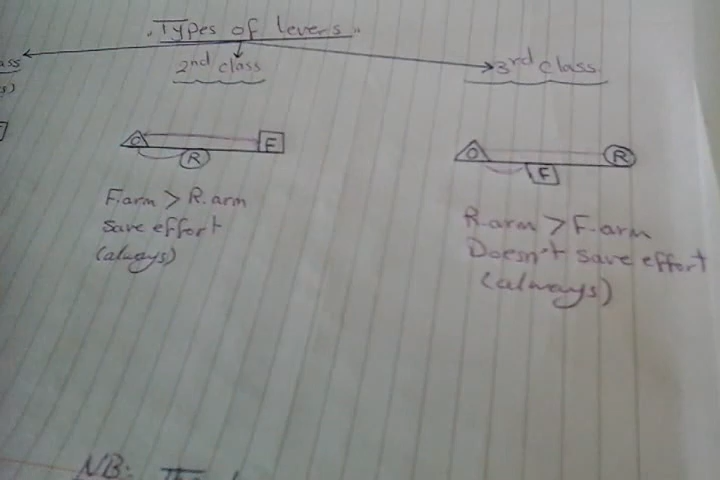 Types of levers
2nd class
3rd class
O
R
F
O
F
R
F.arm > R.arm
save effort
(always)
R.arm > F.arm
Doesn't save effort
(always)
NB: